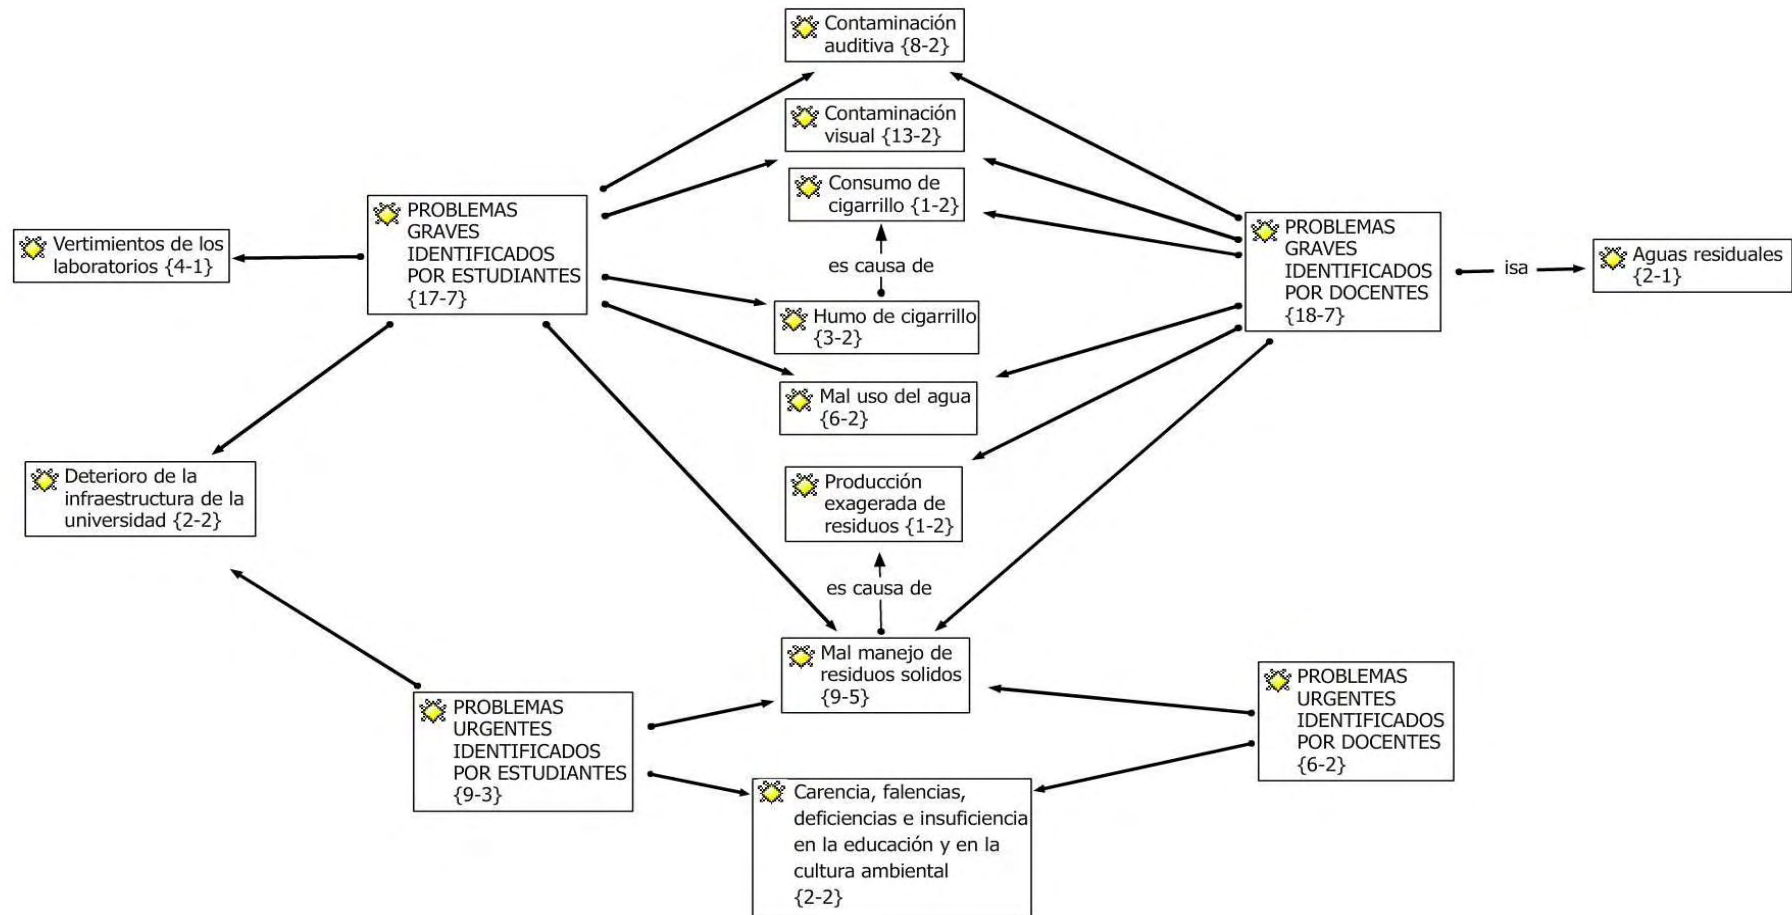 Contaminación
auditiva {8-2}
Contaminación
visual {13-2}
Consumo de
cigarrillo {1-2}
PROBLEMAS
GRAVES
IDENTIFICADOS
POR ESTUDIANTES
{17-7}
Vertimientos de los
laboratorios {4-1}
es causa de
PROBLEMAS
GRAVES
IDENTIFICADOS
POR DOCENTES
{18-7}
isa
Aguas residuales
{2-1}
Humo de cigarrillo
{3-2}
Mal uso del agua
{6-2}
Deterioro de la
infraestructura de la
universidad {2-2}
Producción
exagerada de
residuos {1-2}
es causa de
Mal manejo de
residuos solidos
{9-5}
PROBLEMAS
URGENTES
IDENTIFICADOS
POR ESTUDIANTES
{9-3}
PROBLEMAS
URGENTES
IDENTIFICADOS
POR DOCENTES
{6-2}
Carencia, falencias,
deficiencias e insuficiencia
en la educación y en la
cultura ambiental
{2-2}